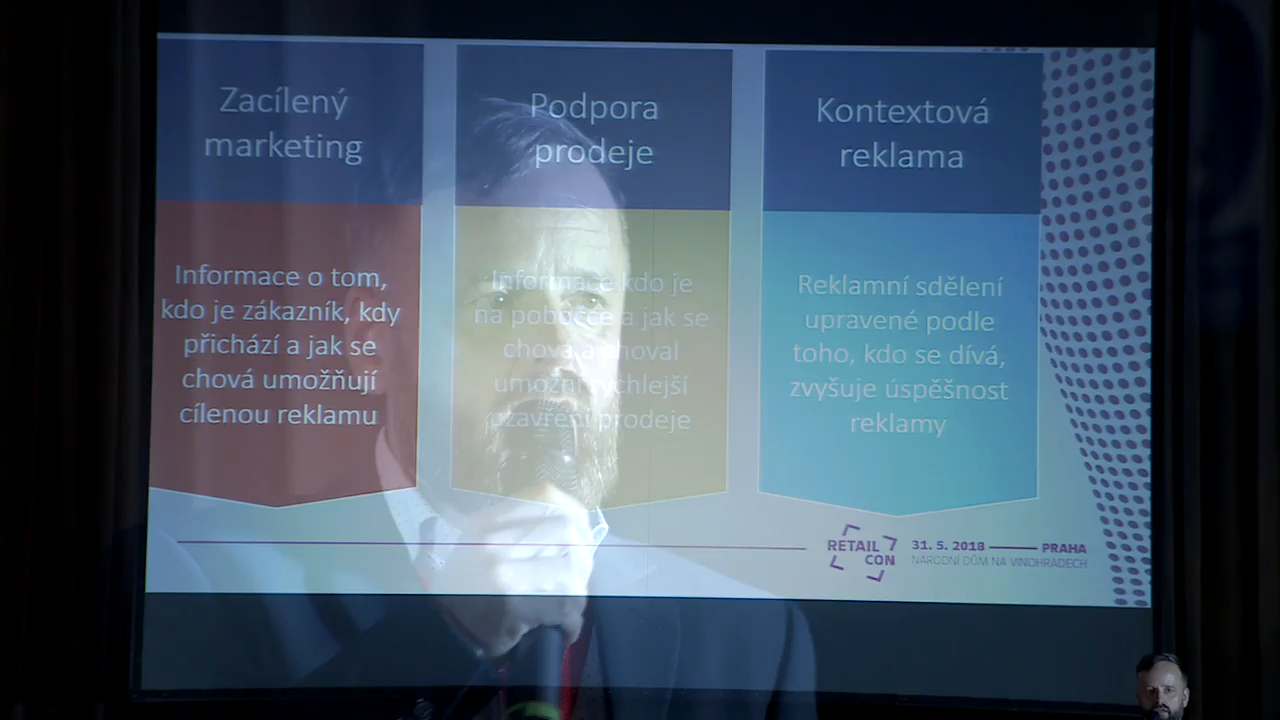 Zacílený
marketing
Informace o tom,
kdo je zákazník, kdy
přichází a jak se
chová umožňují
cílenou reklamu
Podpora
prodeje
Informace kdo je
na pobočce a jak se
chová a choval
umožní rychlejší
uzavření prodeje
Kontextová
reklama
Reklamní sdělení
upravené podle
toho, kdo se dívá,
zvyšuje úspěšnost
reklamy
RETAIL
CON
31. 5. 2018 PRAHA
NÁRODNÍ DŮM NA VINOHRADECH